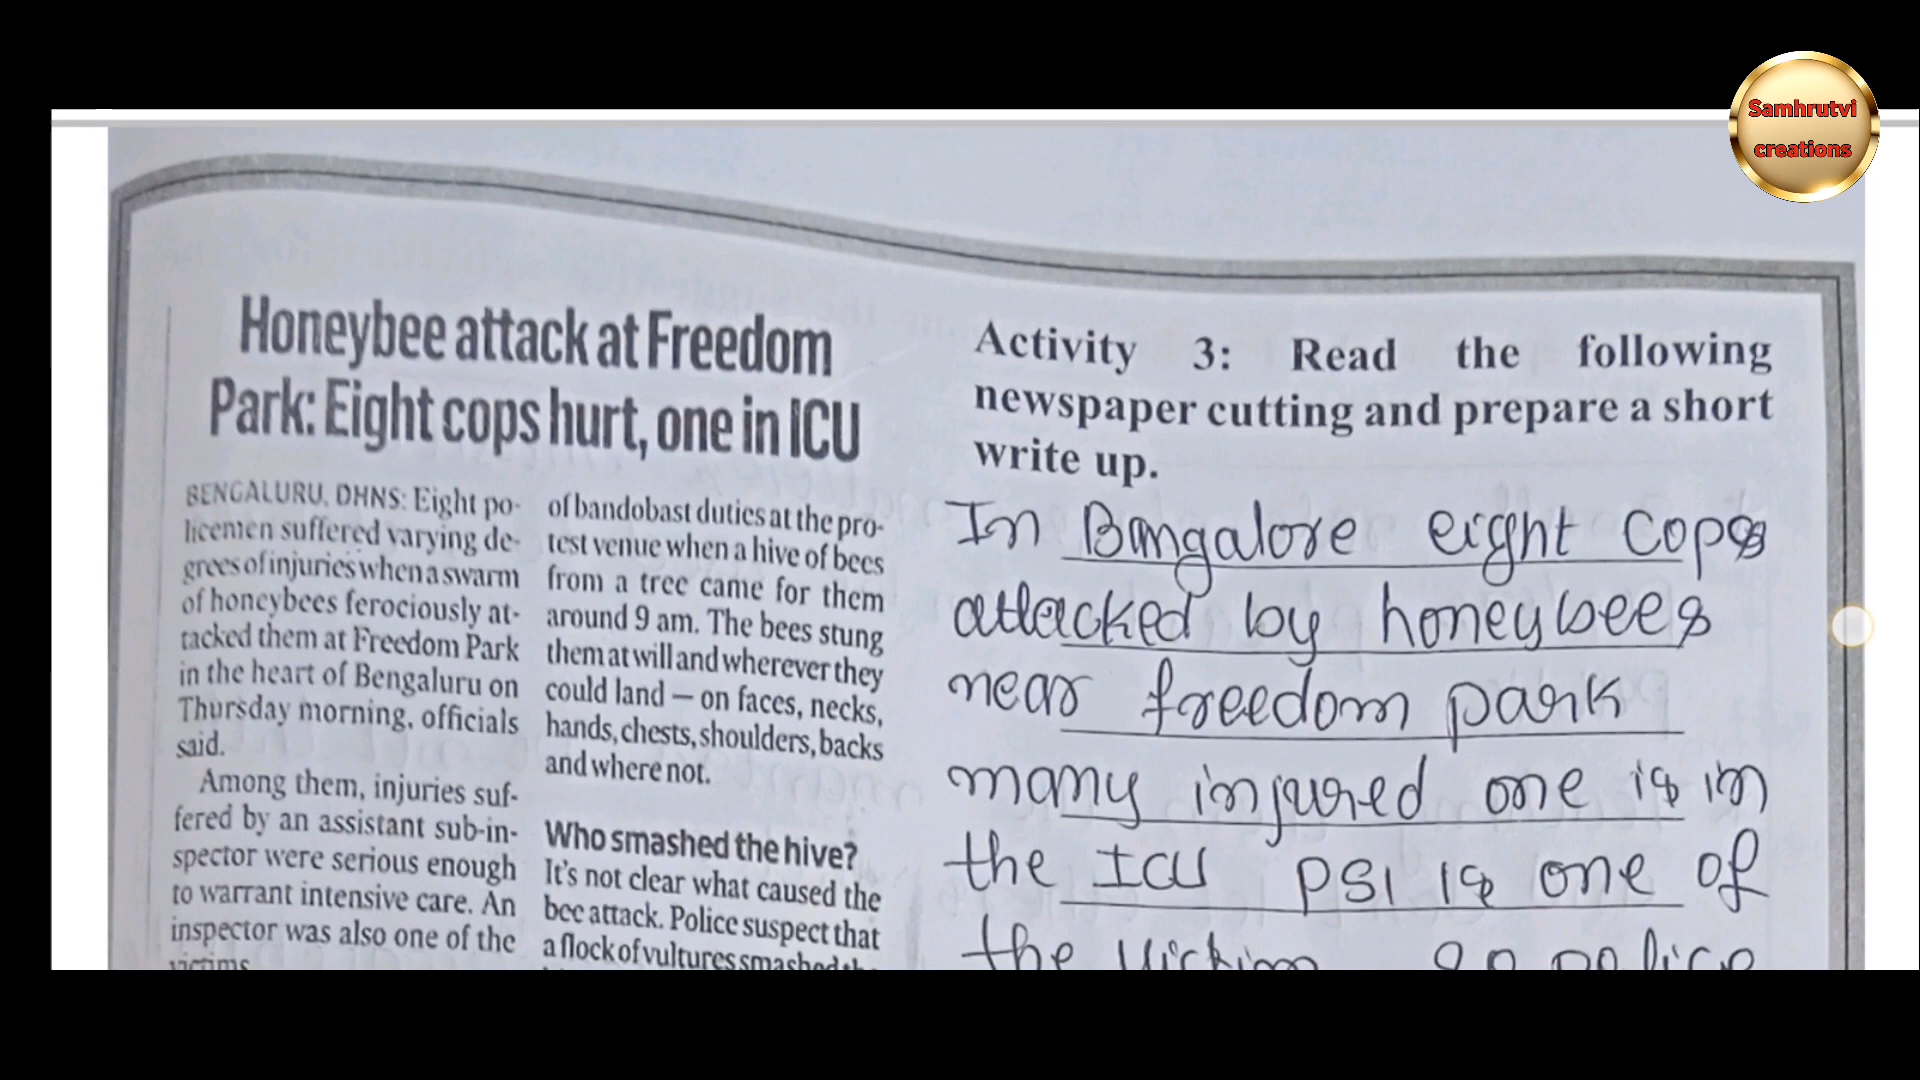 Samhrutvi
creations
Honeybee attack at Freedom
Park: Eight cops hurt, one in ICU
BENGALURU, DHNS: Eight po-
licemen suffered varying de-
grees of injuries when a swarm
of honeybees ferociously at-
tacked them at Freedom Park
in the heart of Bengaluru on
Thursday morning, officials
said.
Among them, injuries suf-
fered by an assistant sub-in-
spector were serious enough
to warrant intensive care. An
inspector was also one of the
victims
of bandobast duties at the pro-
test venue when a hive of bees
from a tree came for them
around 9 am. The bees stung
them at will and wherever they
could land — on faces, necks,
hands, chests, shoulders, backs
and where not.
Who smashed the hive?
It's not clear what caused the
bee attack. Police suspect that
a flock of vultures smashed the
Activity 3: Read the following
newspaper cutting and prepare a short
write up.
In Bangalore eight cops
attacked by honeybees
near freedom park
many injured one is in
the ICU PSI is one of
the police